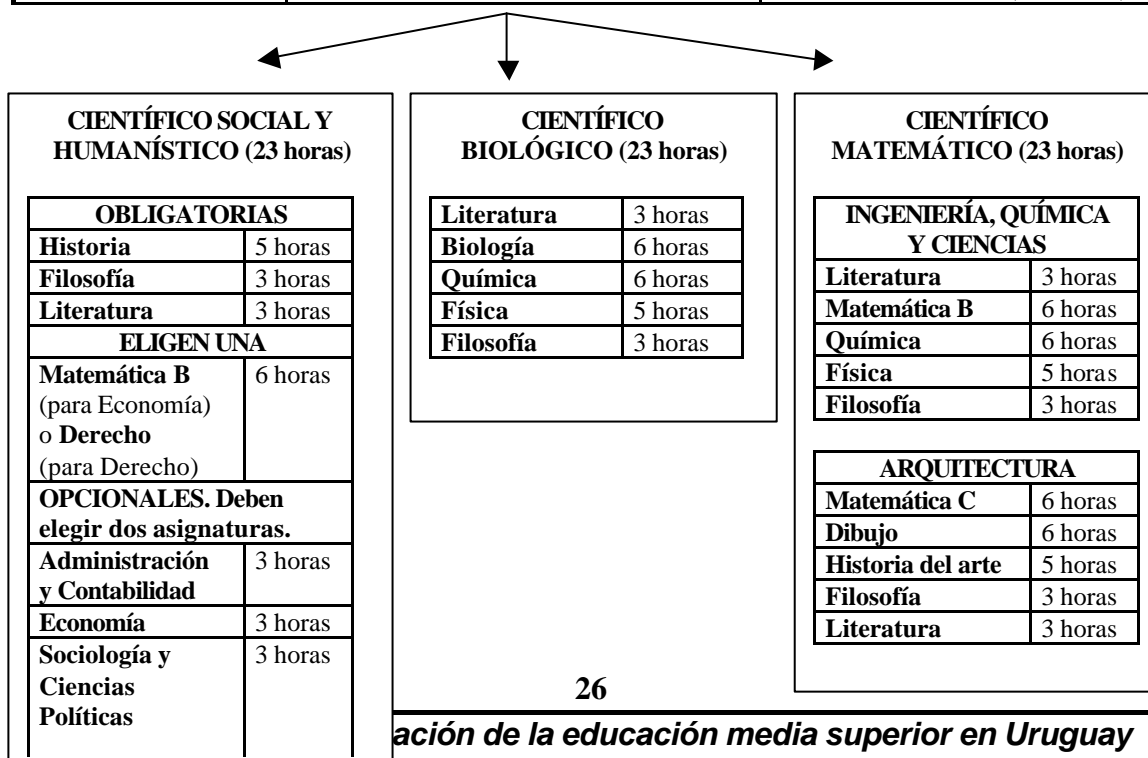 CIENTÍFICO SOCIAL Y
HUMANÍSTICO (23 horas)
OBLIGATORIAS
Historia 5 horas
Filosofía 3 horas
Literatura 3 horas
ELIGEN UNA
Matemática B 6 horas
(para Economía)
o Derecho
(para Derecho)
OPCIONALES. Deben
elegir dos asignaturas.
Administración 3 horas
y Contabilidad
Economía 3 horas
Sociología y 3 horas
Ciencias
Políticas
CIENTÍFICO
BIOLÓGICO (23 horas)
Literatura 3 horas
Biología 6 horas
Química 6 horas
Física 5 horas
Filosofía 3 horas
CIENTÍFICO
MATEMÁTICO (23 horas)
INGENIERÍA, QUÍMICA
Y CIENCIAS
Literatura 3 horas
Matemática B 6 horas
Química 6 horas
Física 5 horas
Filosofía 3 horas
ARQUITECTURA
Matemática C 6 horas
Dibujo 6 horas
Historia del arte 5 horas
Filosofía 3 horas
Literatura 3 horas
26
ación de la educación media superior en Uruguay